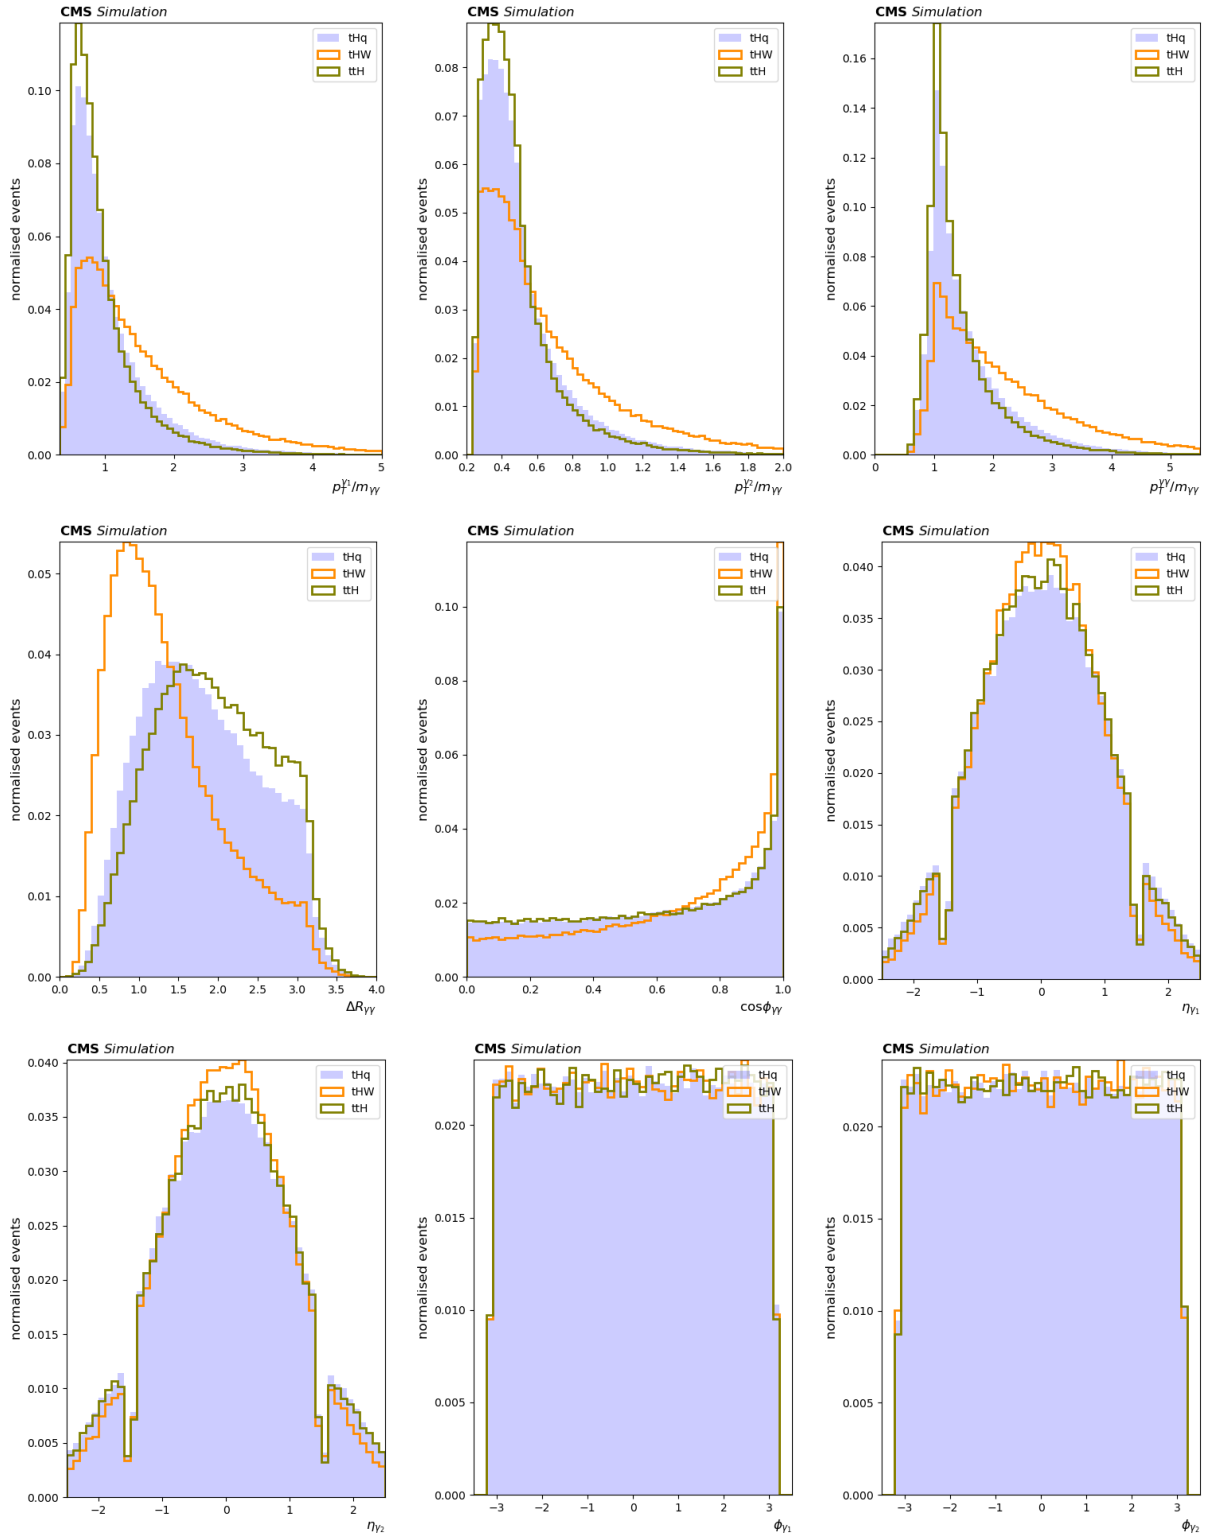 CMS Simulation
tHq
tHW
ttH
normalised events
0.10
0.08
0.06
0.04
0.02
0.00
1
2
3
4
5
p_T^{γ1}/m_{γγ}
CMS Simulation
tHq
tHW
ttH
normalised events
0.08
0.07
0.06
0.05
0.04
0.03
0.02
0.01
0.00
0.2 0.4 0.6 0.8 1.0 1.2 1.4 1.6 1.8 2.0
p_T^{γ2}/m_{γγ}
CMS Simulation
tHq
tHW
ttH
normalised events
0.16
0.14
0.12
0.10
0.08
0.06
0.04
0.02
0.00
0 1 2 3 4 5
p_T^{γγ}/m_{γγ}
CMS Simulation
tHq
tHW
ttH
normalised events
0.05
0.04
0.03
0.02
0.01
0.00
0.0 0.5 1.0 1.5 2.0 2.5 3.0 3.5 4.0
ΔR_{γγ}
CMS Simulation
tHq
tHW
ttH
normalised events
0.10
0.08
0.06
0.04
0.02
0.00
0.0 0.2 0.4 0.6 0.8 1.0
cosϕ_{γγ}
CMS Simulation
tHq
tHW
ttH
normalised events
0.040
0.035
0.030
0.025
0.020
0.015
0.010
0.005
0.000
−2 −1 0 1 2
η_{γ1}
CMS Simulation
tHq
tHW
ttH
normalised events
0.040
0.035
0.030
0.025
0.020
0.015
0.010
0.005
0.000
−2 −1 0 1 2
η_{γ2}
CMS Simulation
tHq
tHW
ttH
normalised events
0.020
0.015
0.010
0.005
0.000
−3 −2 −1 0 1 2 3
ϕ_{γ1}
CMS Simulation
tHq
tHW
ttH
normalised events
0.020
0.015
0.010
0.005
0.000
−3 −2 −1 0 1 2 3
ϕ_{γ2}